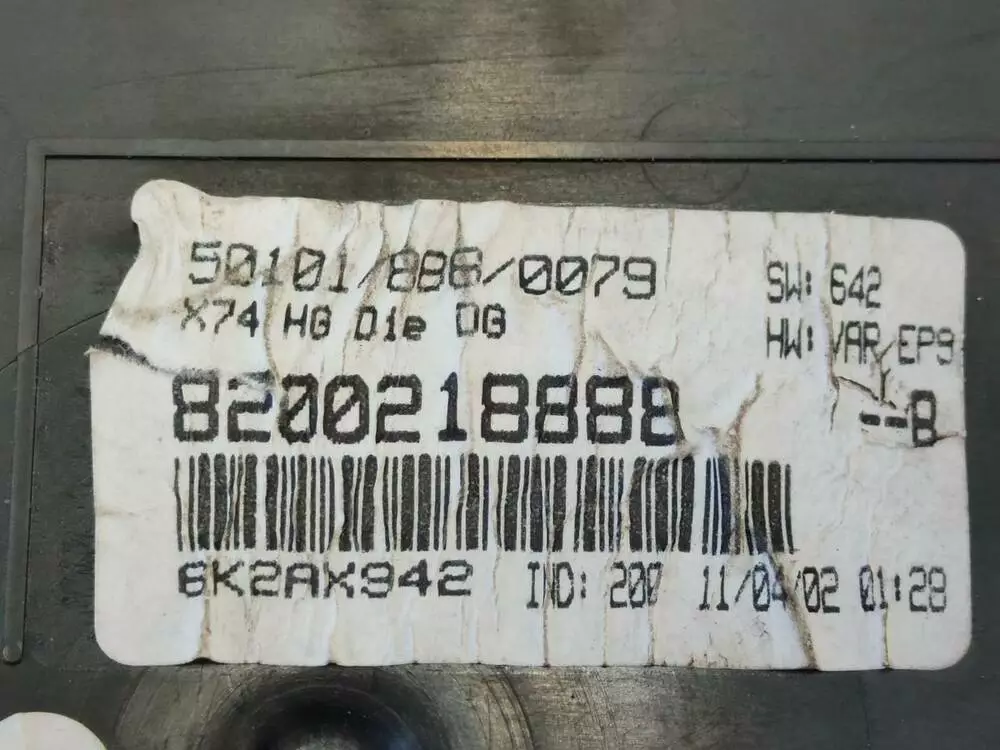 50101/886/0079
X74 HG Die DG
SW: 642
HW: VAR EP9
--B
8200218888
6K2AX942 IND: 200 11/04/02 01:28